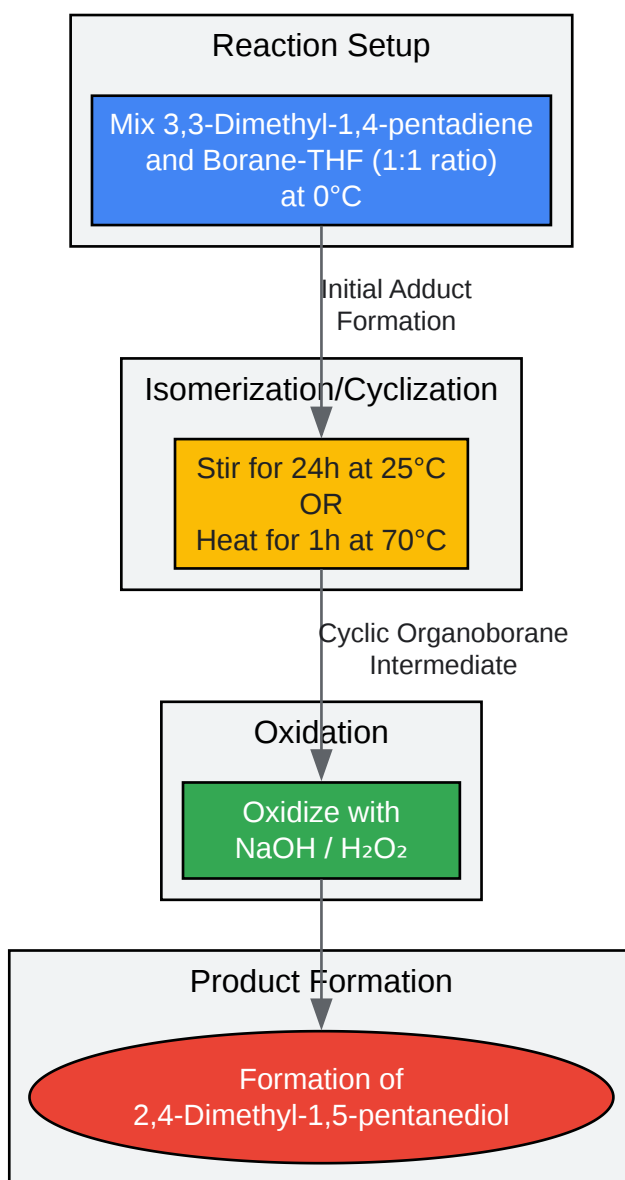 Reaction Setup
Mix 3,3-Dimethyl-1,4-pentadiene
and Borane-THF (1:1 ratio)
at 0°C
Initial Adduct
Formation
Isomerization/Cyclization
Stir for 24h at 25°C
OR
Heat for 1h at 70°C
Cyclic Organoborane
Intermediate
Oxidation
Oxidize with
NaOH / H₂O₂
Product Formation
Formation of
2,4-Dimethyl-1,5-pentanediol